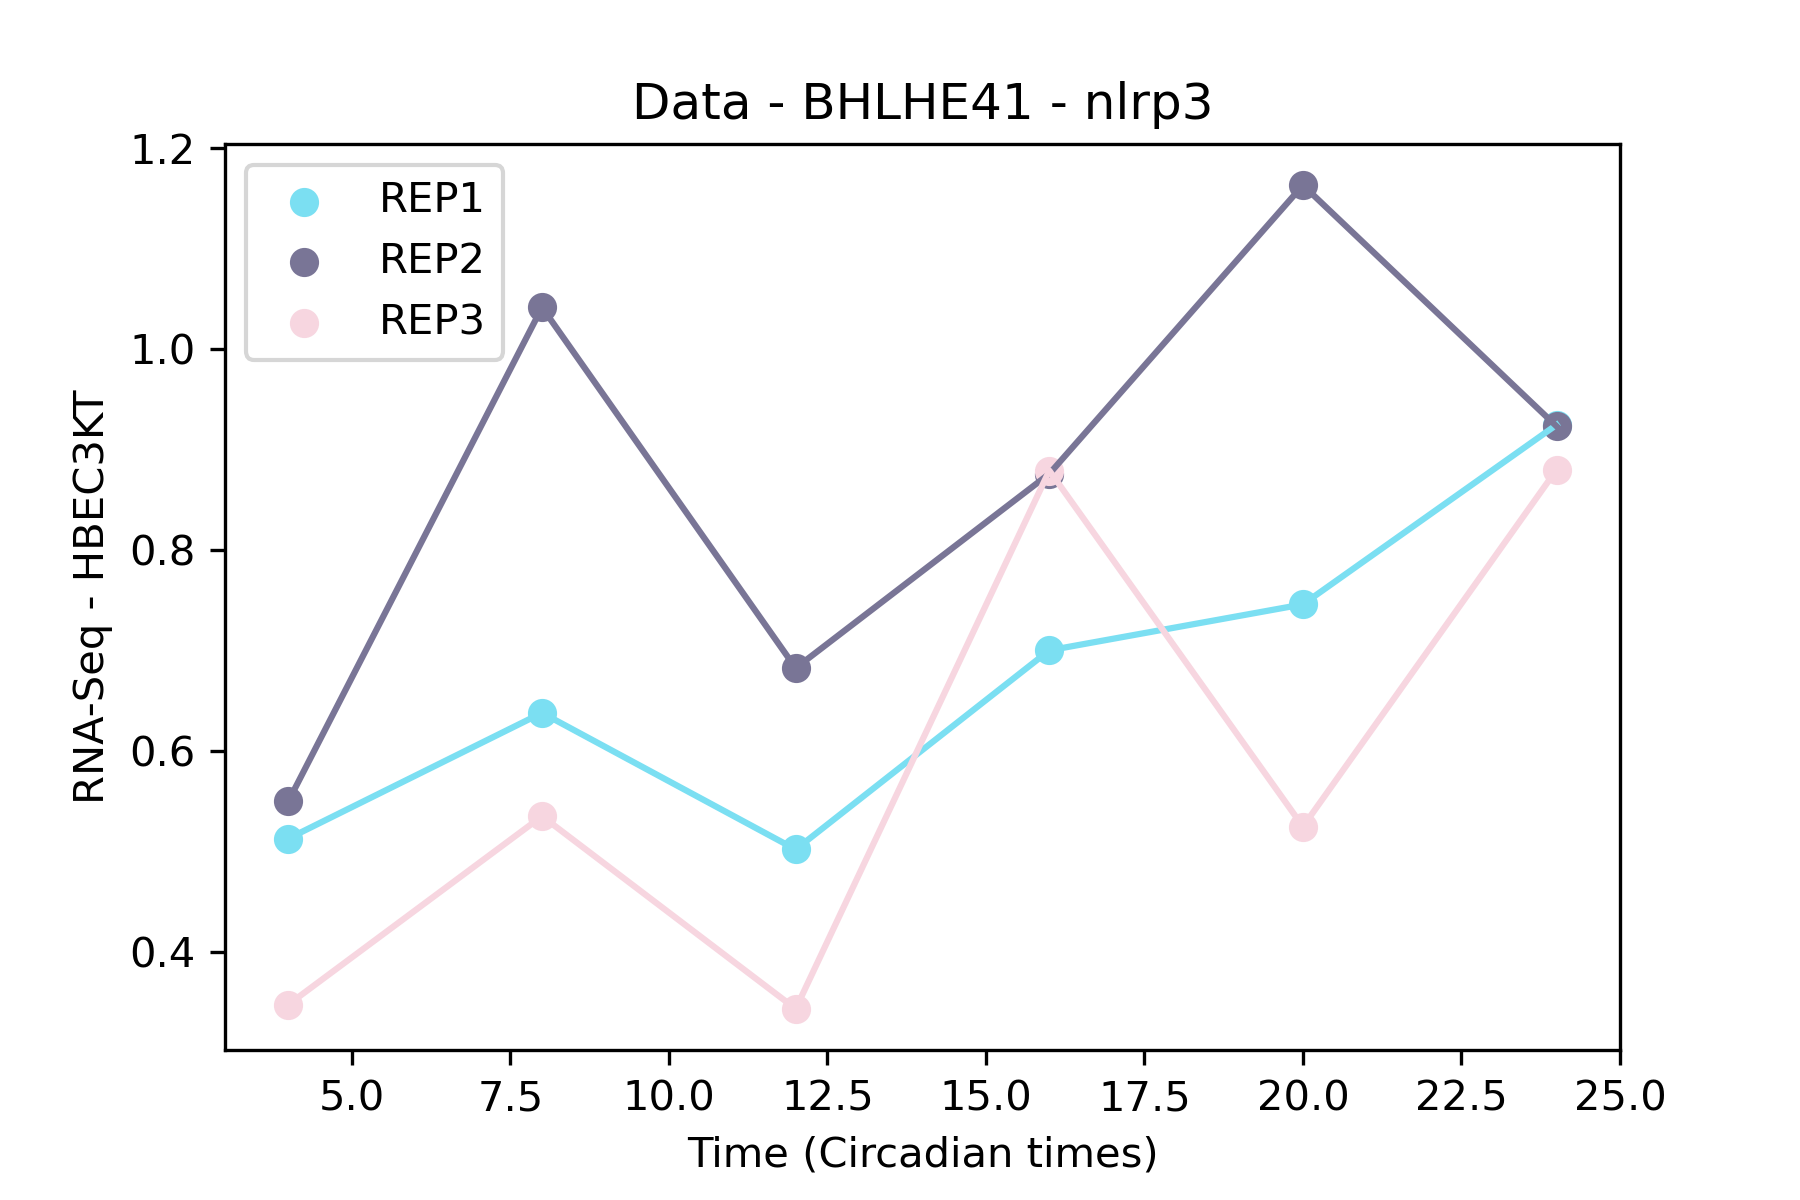 Data - BHLHE41 - nlrp3
1.2
1.0
0.8
0.6
0.4
RNA-Seq - HBEC3KT
REP1
REP2
REP3
5.0 7.5 10.0 12.5 15.0 17.5 20.0 22.5 25.0
Time (Circadian times)